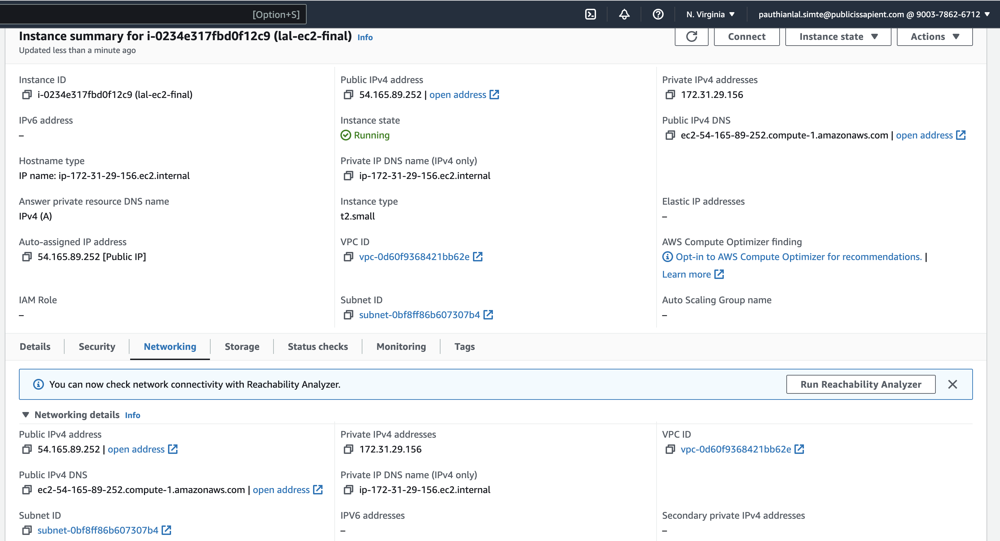 [Option+S]
N. Virginia ▼
pauthianlal.simte@publicissapient.com @ 9003-7862-6712 ▼
Instance summary for i-0234e317fbd0f12c9 (lal-ec2-final) Info
Updated less than a minute ago
Connect
Instance state ▼
Actions ▼
Instance ID
i-0234e317fbd0f12c9 (lal-ec2-final)
Public IPv4 address
54.165.89.252 | open address
Private IPv4 addresses
172.31.29.156
IPv6 address
–
Instance state
Running
Public IPv4 DNS
ec2-54-165-89-252.compute-1.amazonaws.com | open address
Hostname type
IP name: ip-172-31-29-156.ec2.internal
Private IP DNS name (IPv4 only)
ip-172-31-29-156.ec2.internal
Answer private resource DNS name
IPv4 (A)
Instance type
t2.small
Elastic IP addresses
–
Auto-assigned IP address
54.165.89.252 [Public IP]
VPC ID
vpc-0d60f9368421bb62e
AWS Compute Optimizer finding
Opt-in to AWS Compute Optimizer for recommendations. |
Learn more
IAM Role
–
Subnet ID
subnet-0bf8ff86b607307b4
Auto Scaling Group name
–
Details
Security
Networking
Storage
Status checks
Monitoring
Tags
You can now check network connectivity with Reachability Analyzer.
Run Reachability Analyzer
▼ Networking details Info
Public IPv4 address
54.165.89.252 | open address
Private IPv4 addresses
172.31.29.156
VPC ID
vpc-0d60f9368421bb62e
Public IPv4 DNS
ec2-54-165-89-252.compute-1.amazonaws.com | open address
Private IP DNS name (IPv4 only)
ip-172-31-29-156.ec2.internal
Subnet ID
subnet-0bf8ff86b607307b4
IPV6 addresses
–
Secondary private IPv4 addresses
–